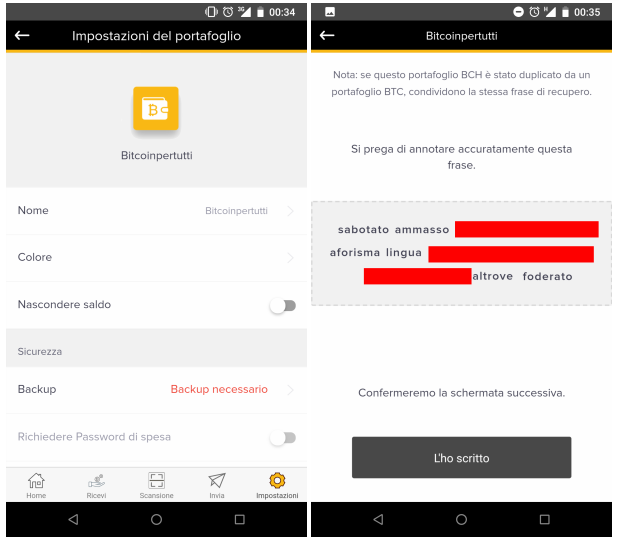 3G 00:34
Impostazioni del portafoglio
Bitcoinpertutti
Nome Bitcoinpertutti
Colore
Nascondere saldo
Sicurezza
Backup Backup necessario
Richiedere Password di spesa
Home Ricevi Scansione Invia Impostazioni
00:35
Bitcoinpertutti
Nota: se questo portafoglio BCH è stato duplicato da un
portafoglio BTC, condividono la stessa frase di recupero.
Si prega di annotare accuratamente questa
frase.
sabotato ammasso
aforisma lingua
altrove foderato
Confermeremo la schermata successiva.
L'ho scritto